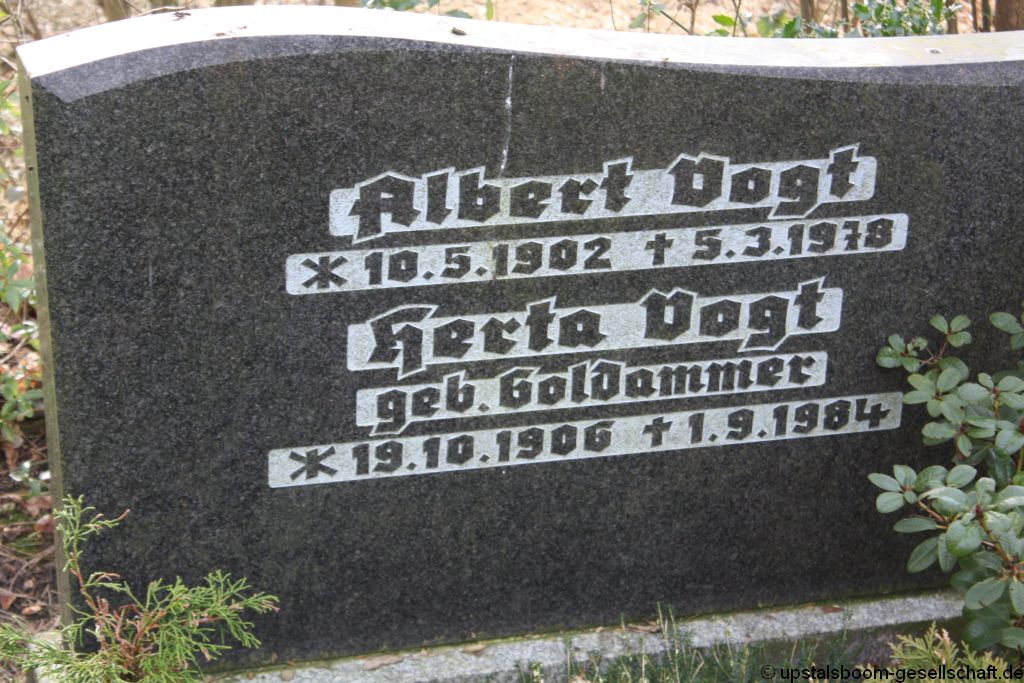 Albert Vogt
* 10.5.1902 † 5.3.1978
Herta Vogt
geb. Goldammer
* 19.10.1906 † 1.9.1984
© upstalsboom-gesellschaft.de